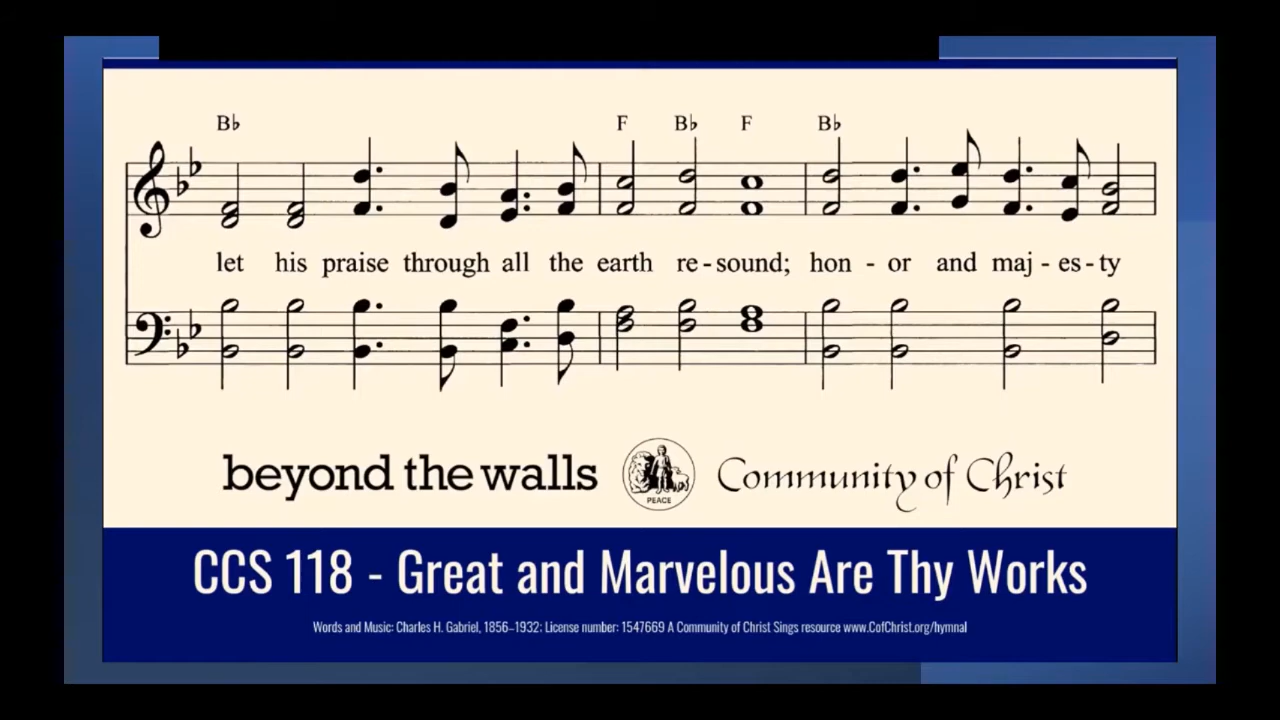 B♭ F B♭ F B♭
let his praise through all the earth re - sound; hon - or and maj - es - ty
beyond the walls PEACE Community of Christ
CCS 118 - Great and Marvelous Are Thy Works
Words and Music: Charles H. Gabriel, 1856–1932; License number: 1547669 A Community of Christ Sings resource www.CofChrist.org/hymnal